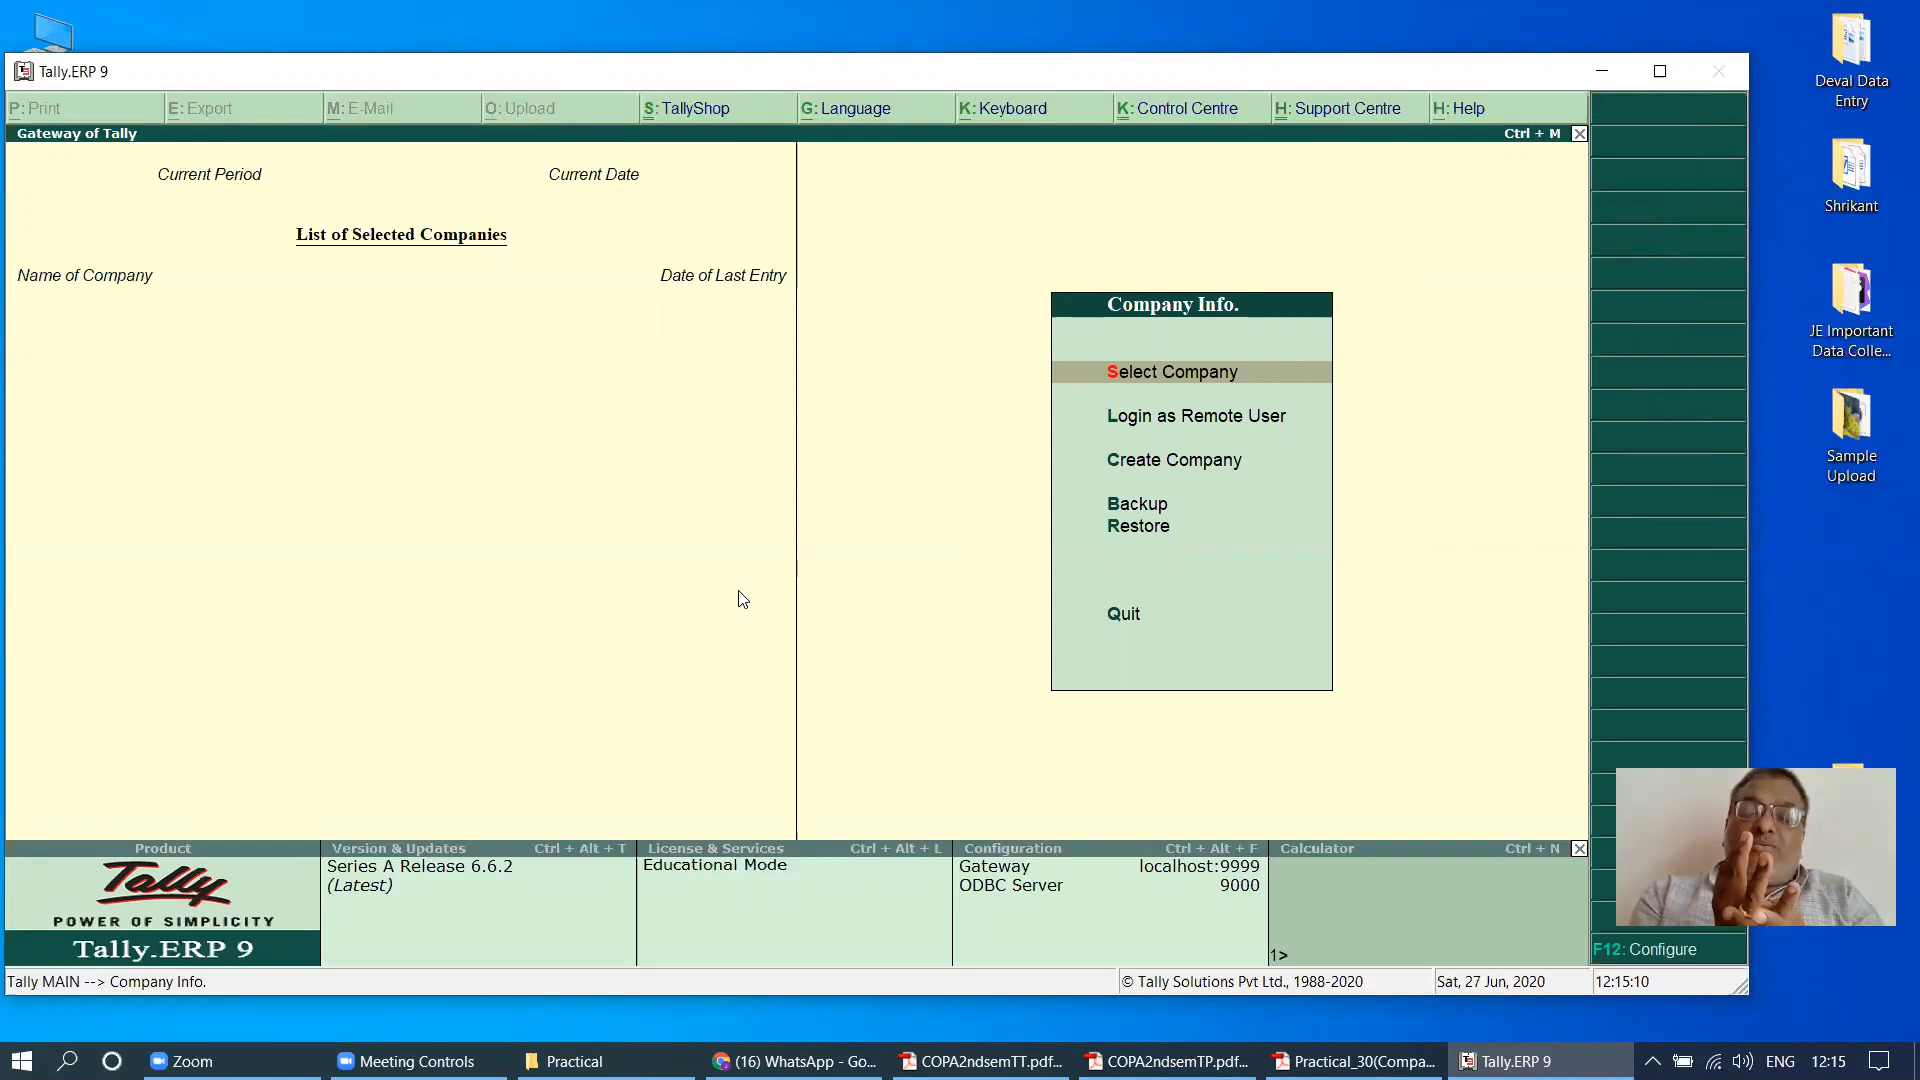 Tally.ERP 9
P: Print
E: Export
M: E-Mail
O: Upload
S: TallyShop
G: Language
K: Keyboard
K: Control Centre
H: Support Centre
H: Help
Gateway of Tally
Ctrl + M
Current Period
Current Date
List of Selected Companies
Name of Company
Date of Last Entry
Company Info.
Select Company
Login as Remote User
Create Company
Backup
Restore
Quit
Product
Tally
POWER OF SIMPLICITY
Tally.ERP 9
Version & Updates Ctrl + Alt + T
Series A Release 6.6.2
(Latest)
License & Services Ctrl + Alt + L
Educational Mode
Configuration Ctrl + Alt + F
Gateway localhost:9999
ODBC Server 9000
Calculator Ctrl + N
1>
F12: Configure
Tally MAIN --> Company Info.
© Tally Solutions Pvt Ltd., 1988-2020
Sat, 27 Jun, 2020
12:15:10
Deval Data
Entry
Shrikant
JE Important
Data Colle...
Sample
Upload
Zoom
Meeting Controls
Practical
(16) WhatsApp - Go...
COPA2ndsemTT.pdf...
COPA2ndsemTP.pdf...
Practical_30(Compa...
Tally.ERP 9
ENG
12:15